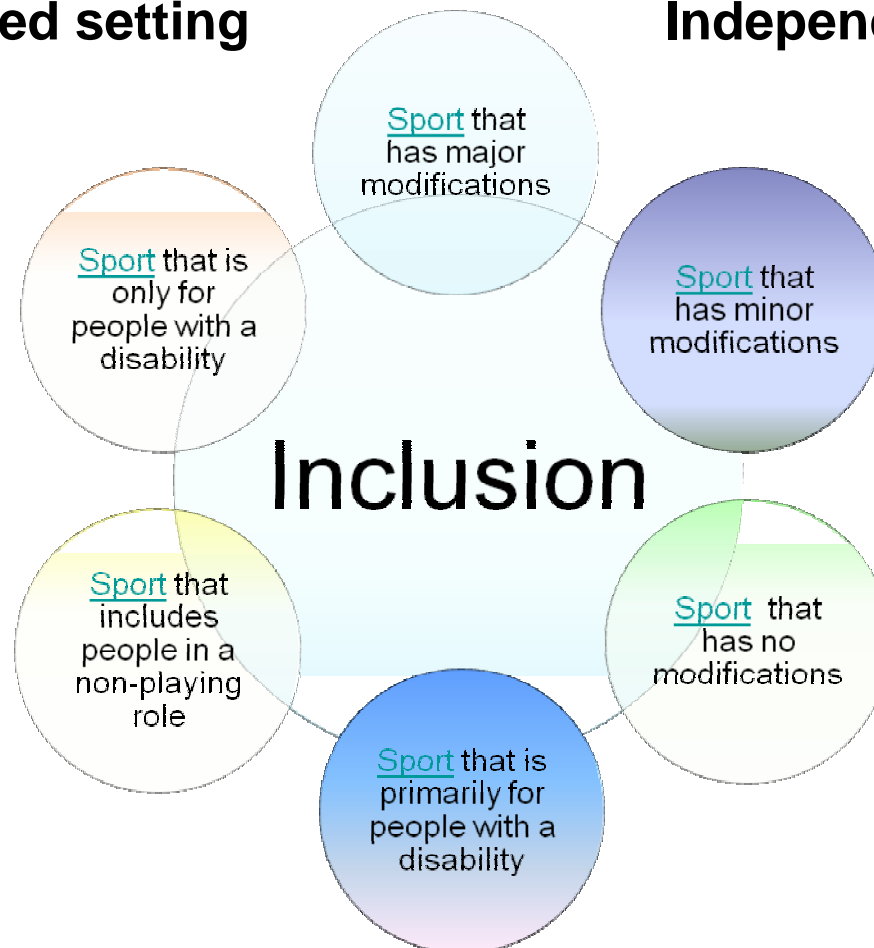 ed setting
Indepen
Sport that
has major
modifications
Sport that is
only for
people with a
disability
Sport that
has minor
modifications
Inclusion
Sport that
includes
people in a
non-playing
role
Sport that
has no
modifications
Sport that is
primarily for
people with a
disability